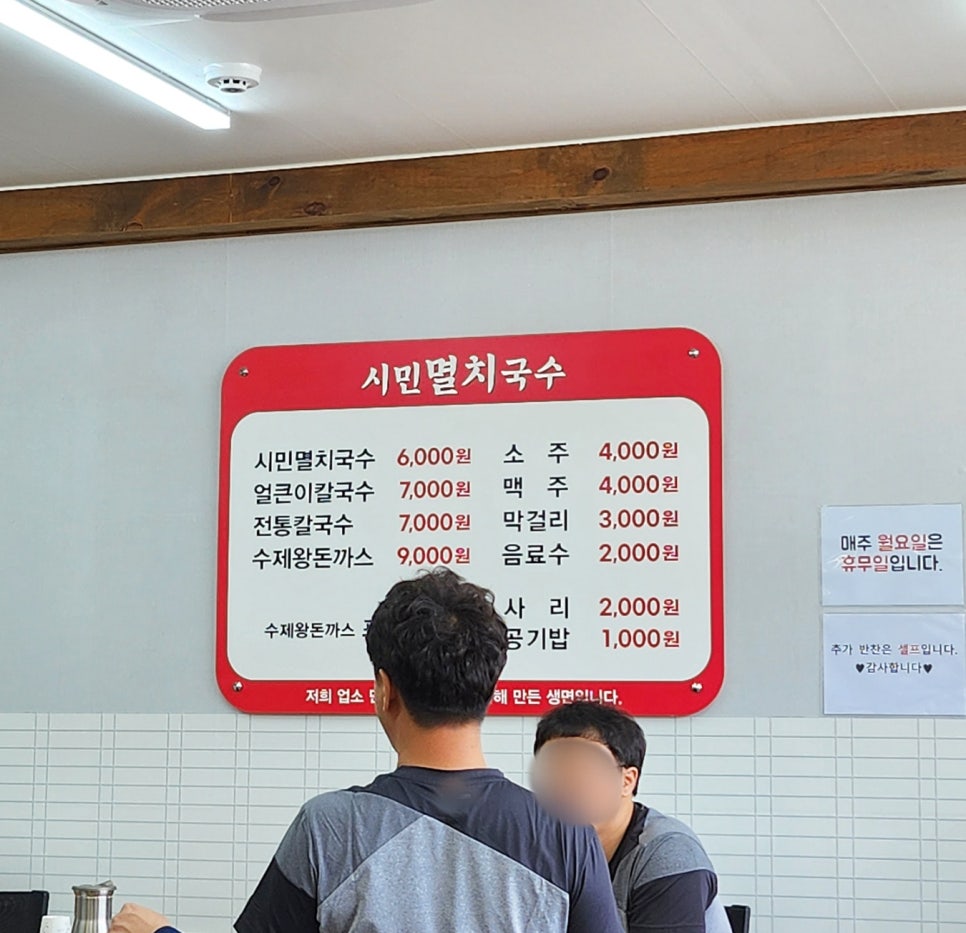 시민멸치국수
시민멸치국수 6,000원
얼큰이칼국수 7,000원
전통칼국수 7,000원
수제왕돈까스 9,000원
수제왕돈까스
소 주 4,000원
맥 주 4,000원
막걸리 3,000원
음료수 2,000원
사 리 2,000원
공기밥 1,000원
저희 업소 해 만든 생면입니다.
매주 월요일은
휴무일입니다.
추가 반찬은 셀프입니다.
♥감사합니다♥